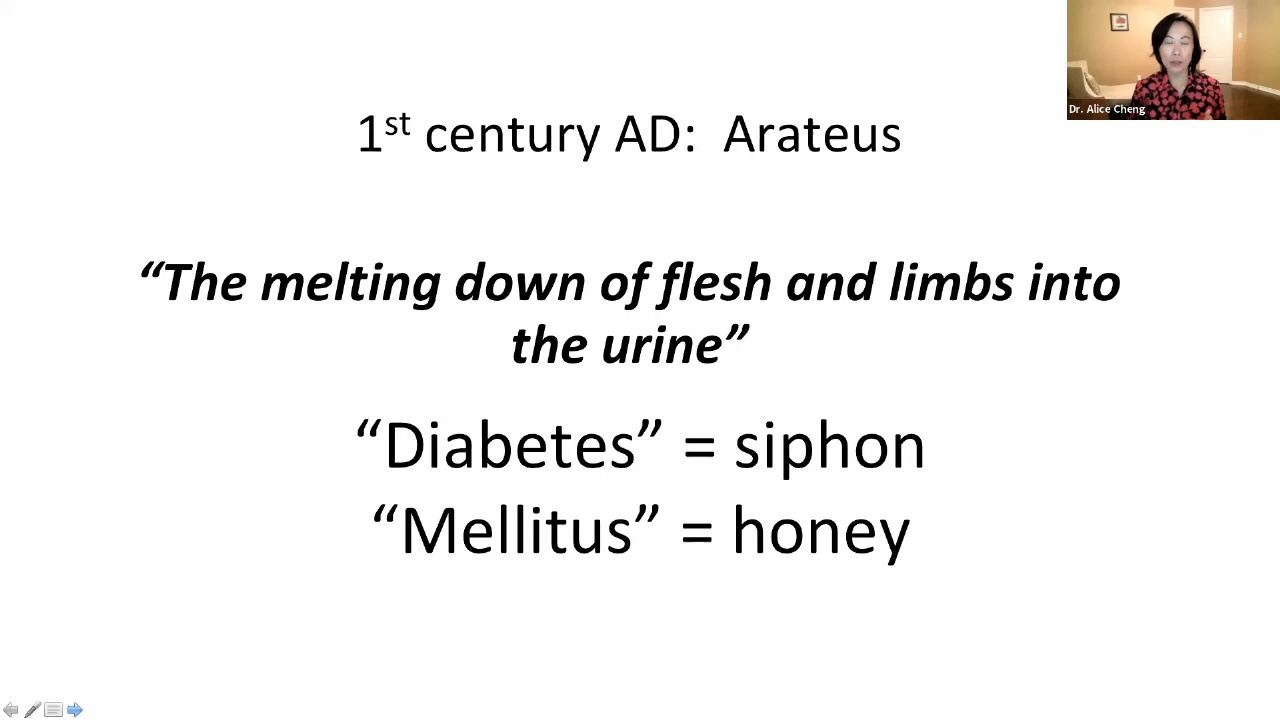 Dr. Alice Cheng
1st century AD: Arateus
“The melting down of flesh and limbs into
the urine”
“Diabetes” = siphon
“Mellitus” = honey